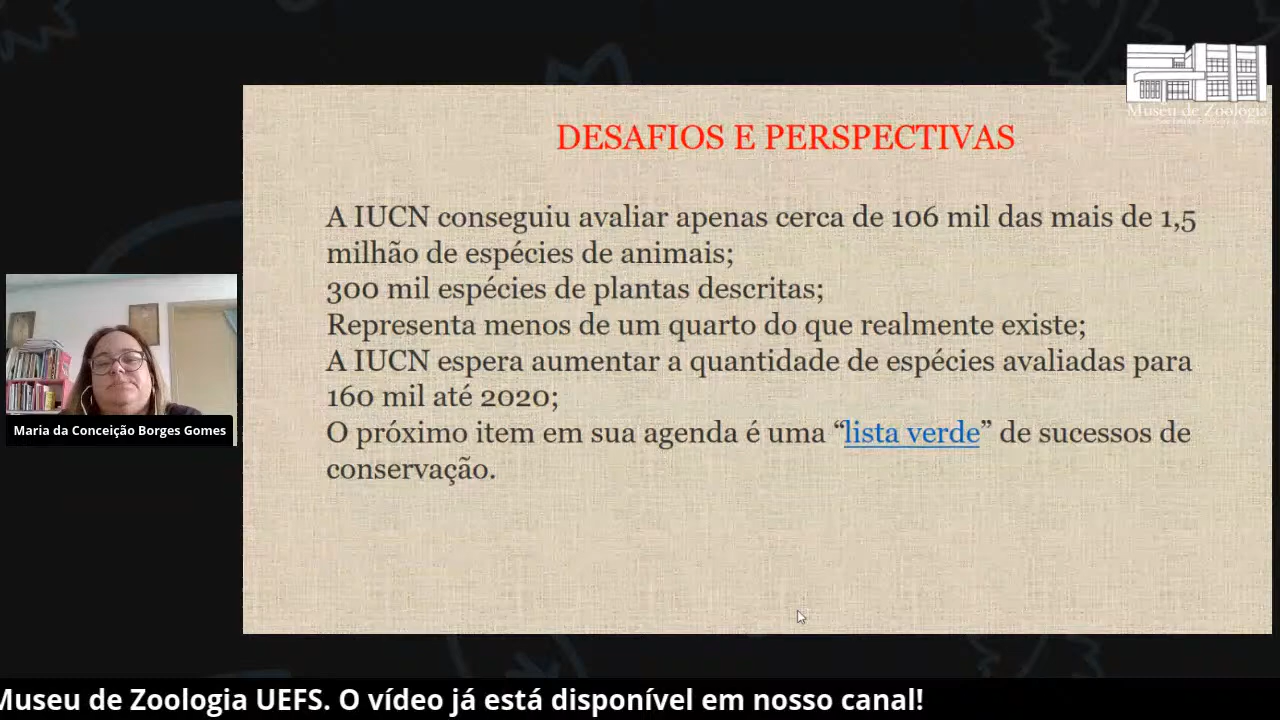 Museu de Zoologia
DESAFIOS E PERSPECTIVAS
A IUCN conseguiu avaliar apenas cerca de 106 mil das mais de 1,5
milhão de espécies de animais;
300 mil espécies de plantas descritas;
Representa menos de um quarto do que realmente existe;
A IUCN espera aumentar a quantidade de espécies avaliadas para
160 mil até 2020;
O próximo item em sua agenda é uma “lista verde” de sucessos de
conservação.
Maria da Conceição Borges Gomes
Museu de Zoologia UEFS. O vídeo já está disponível em nosso canal!